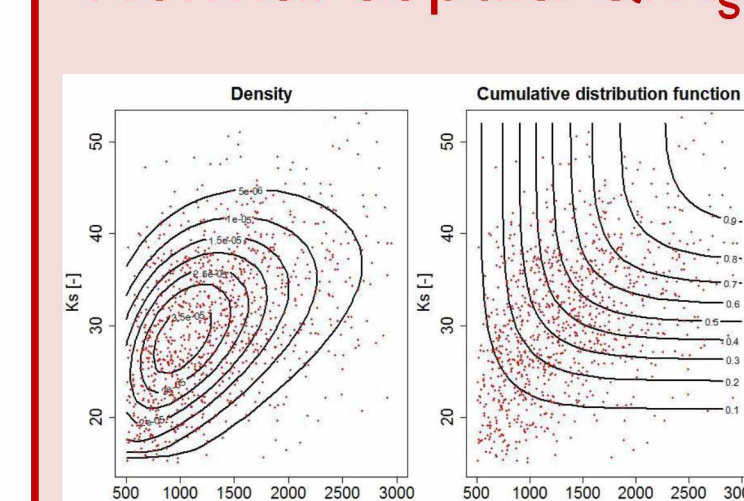 Density
Cumulative distribution function
50
40
30
20
Ks [-]
5e-06
1e-05
1.5e-05
3.5e-05
2e-05
500 1000 1500 2000 2500 3000
50
40
30
20
Ks [-]
0.9
0.8
0.7
0.6
0.5
0.4
0.3
0.2
0.1
500 1000 1500 2000 2500